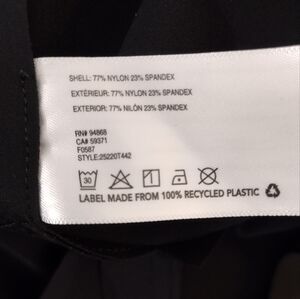 SHELL: 77% NYLON 23% SPANDEX
EXTÉRIEUR: 77% NYLON 23% SPANDEX
EXTERIOR: 77% NILÓN 23% SPANDEX
RN# 94868
CA# 59371
F0587
STYLE:25220T442
30
LABEL MADE FROM 100% RECYCLED PLASTIC